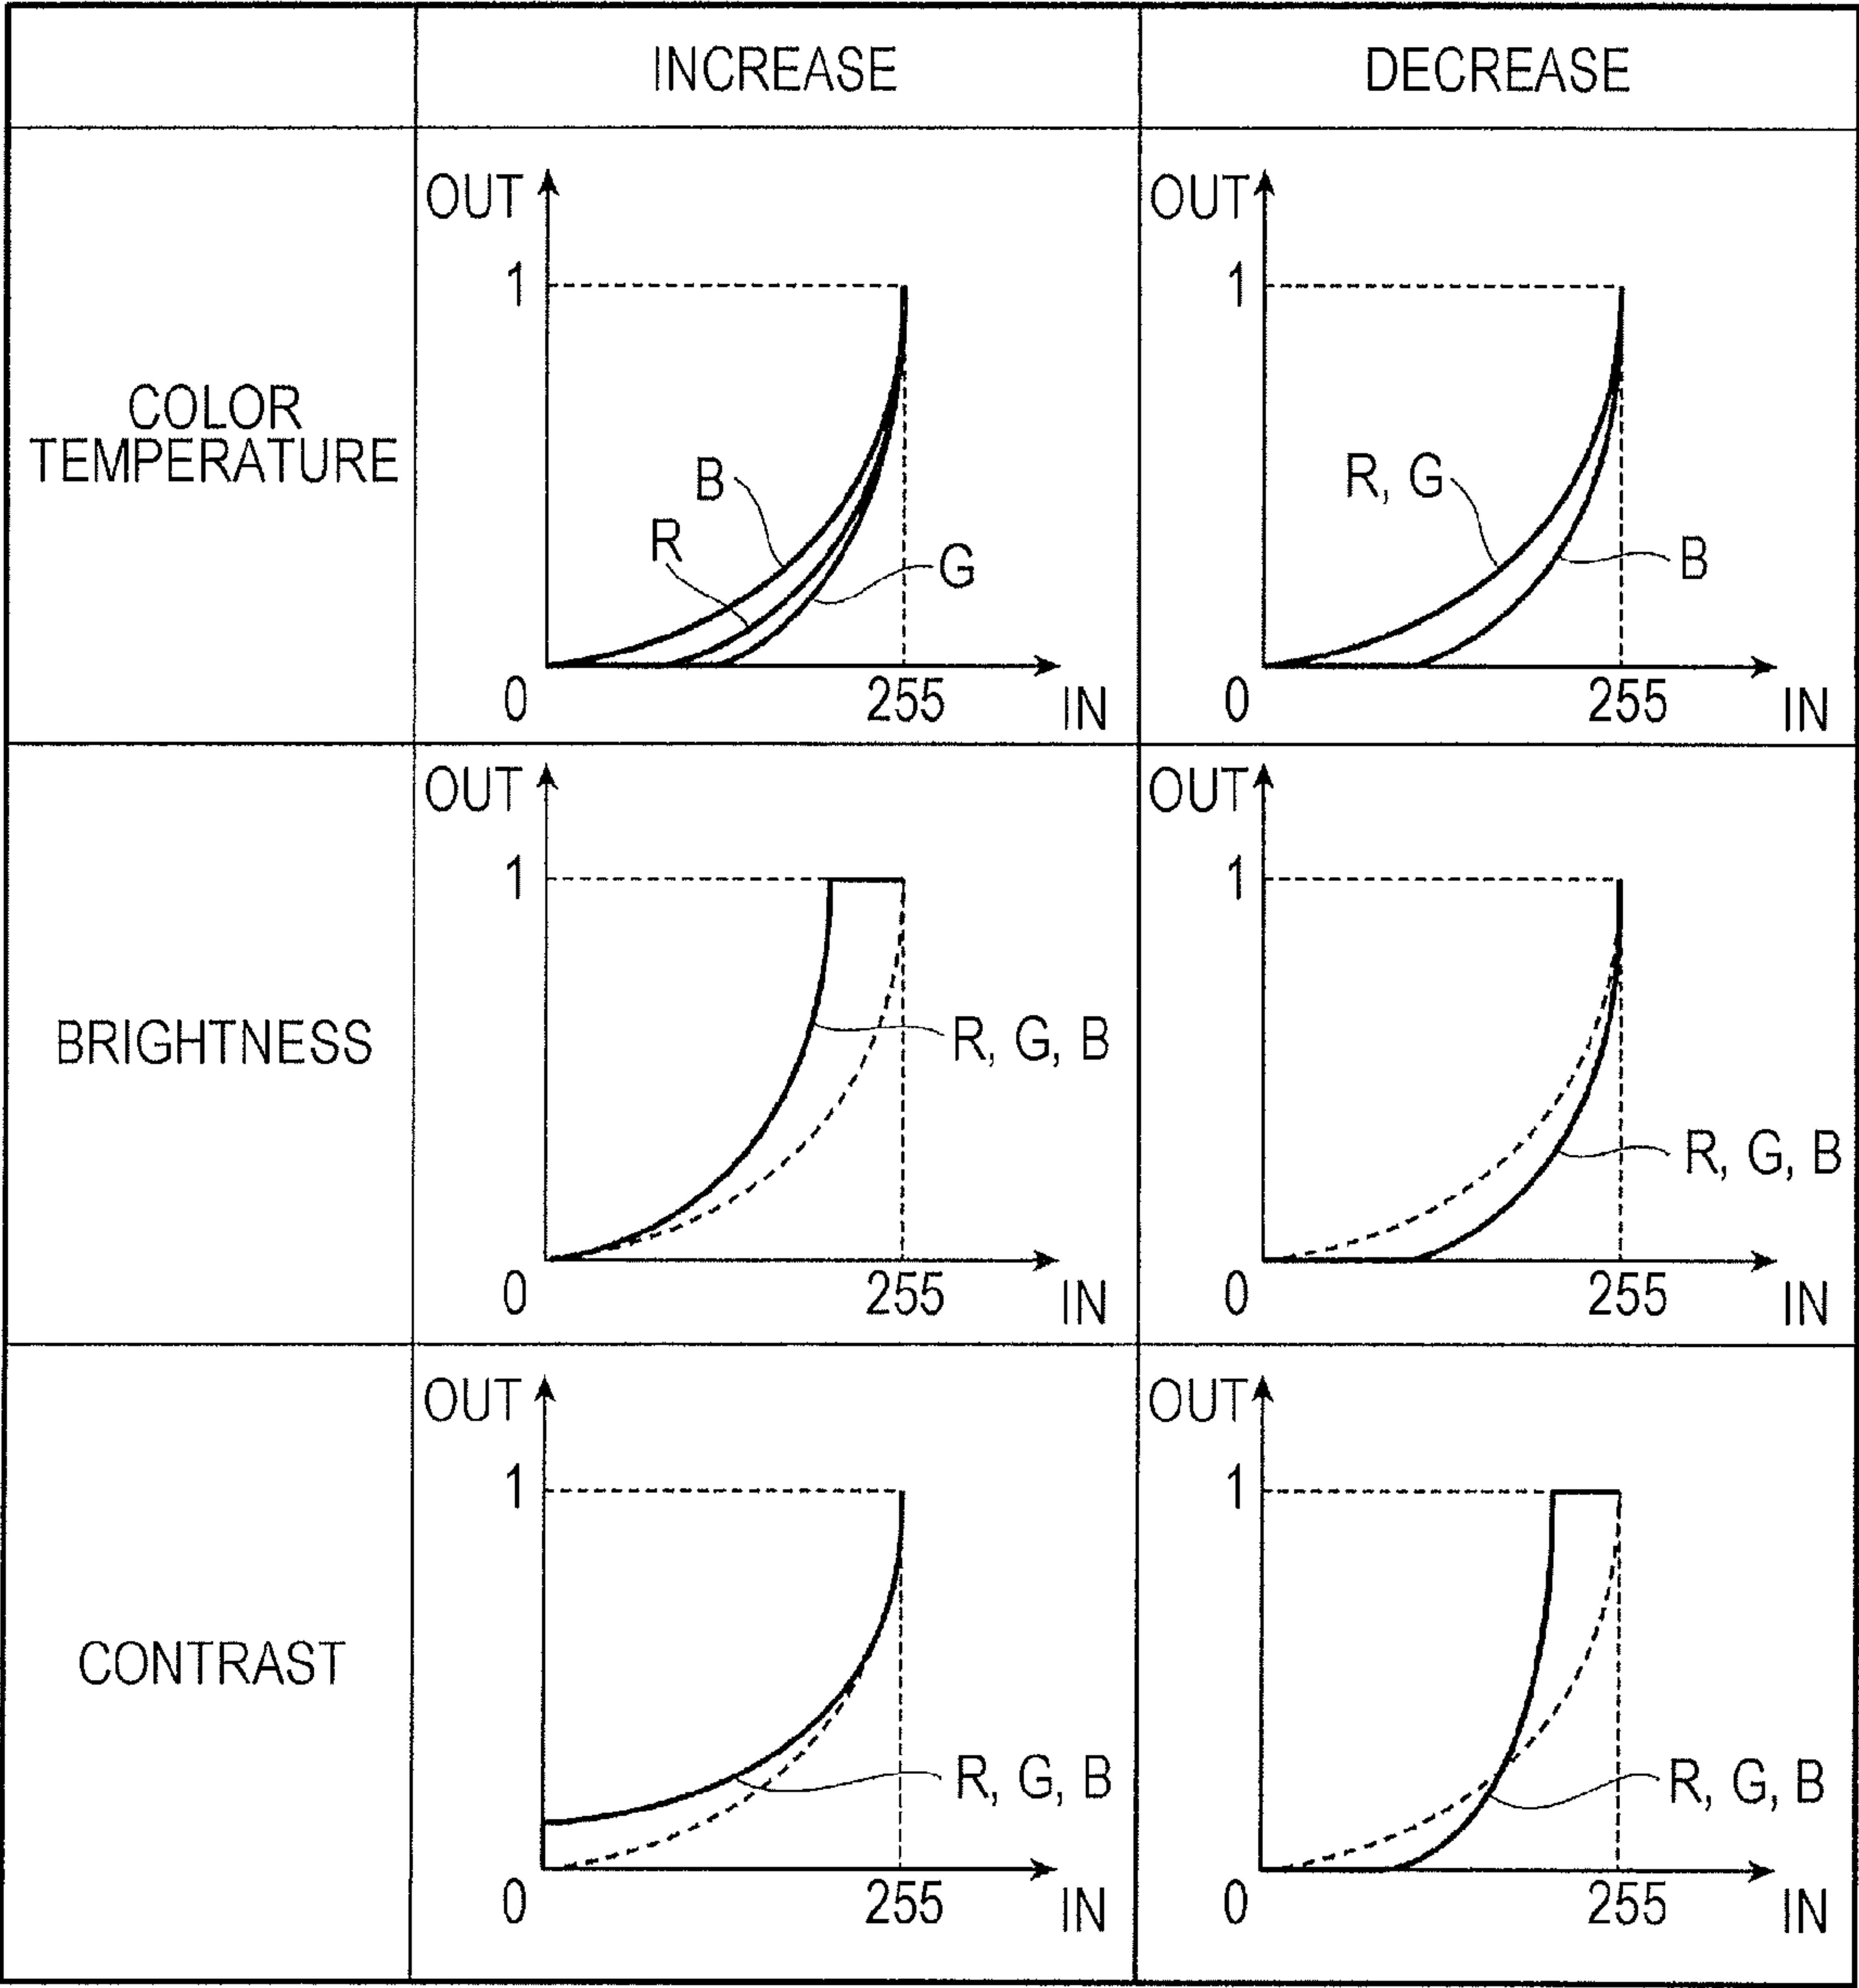 INCREASE
DECREASE
COLOR
TEMPERATURE
OUT
1
B
R
G
0
255
IN
OUT
1
R, G
B
0
255
IN
BRIGHTNESS
OUT
1
R, G, B
0
255
IN
OUT
1
R, G, B
0
255
IN
CONTRAST
OUT
1
R, G, B
0
255
IN
OUT
1
R, G, B
0
255
IN